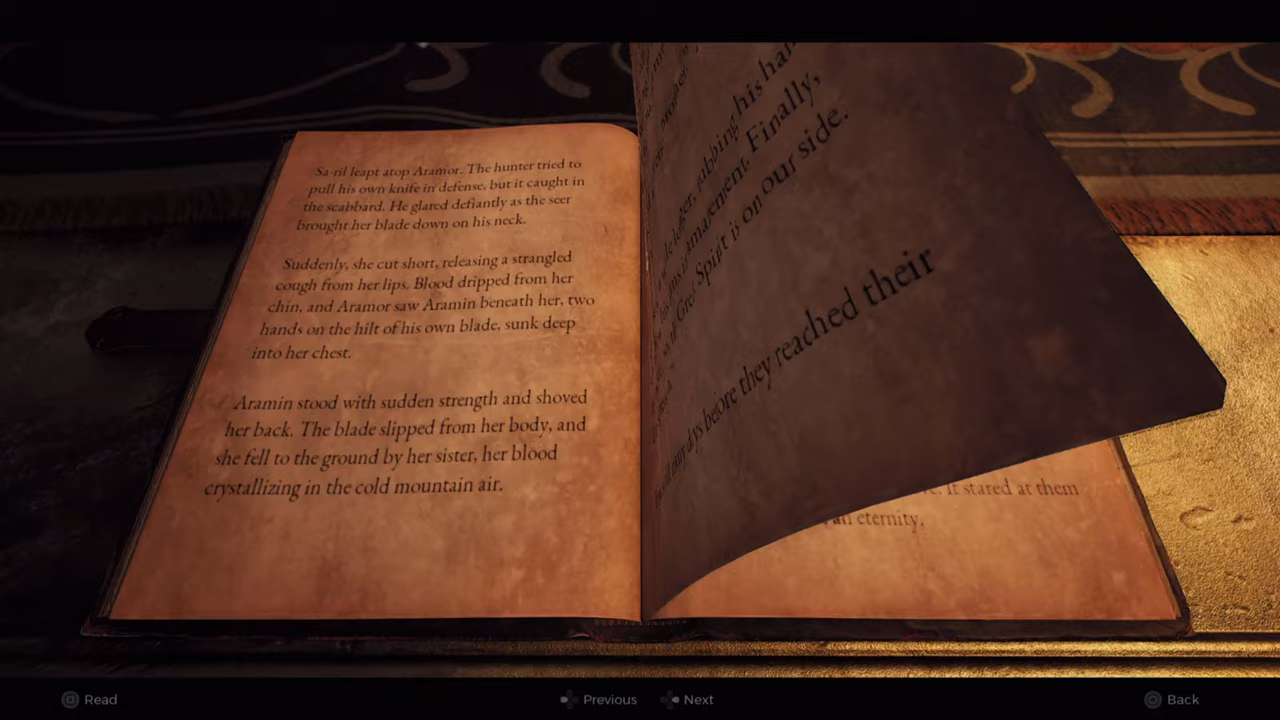 Sa-ril leapt atop Aramor. The hunter tried to
pull his own knife in defense, but it caught in
the scabbard. He glared defiantly as the seer
brought her blade down on his neck.
Suddenly, she cut short, releasing a strangled
cough from her lips. Blood dripped from her
chin, and Aramor saw Aramin beneath her, two
hands on the hilt of his own blade, sunk deep
into her chest.
Aramin stood with sudden strength and shoved
her back. The blade slipped from her body, and
she fell to the ground by her sister, her blood
crystallizing in the cold mountain air.
rubbing his
amazement. Finally,
Spirit is on our side.
days before they reached their
It stared at them
an eternity.
Read
Previous
Next
Back